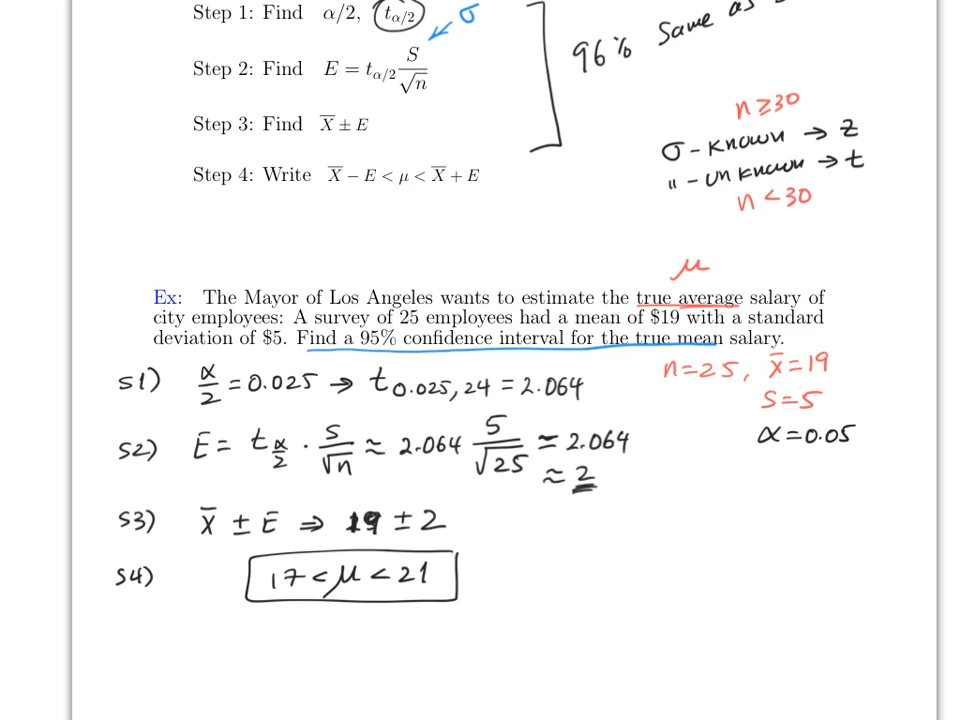 Step 1: Find α/2, t_{α/2}
σ
Step 2: Find E = t_{α/2} S/√n
Step 3: Find X̅ ± E
Step 4: Write X̅ − E < μ < X̅ + E
96% Same as
n ≥ 30
σ - Known → z
" - unknown → t
n < 30
μ
Ex: The Mayor of Los Angeles wants to estimate the true average salary of
city employees: A survey of 25 employees had a mean of $19 with a standard
deviation of $5. Find a 95% confidence interval for the true mean salary.
n=25, x̅=19
S=5
α=0.05
S1) α/2 = 0.025 → t_{0.025, 24} = 2.064
S2) E = t_{α/2} · S/√n ≈ 2.064 5/√25 ≈ 2.064
≈ 2
S3) X̅ ± E ⇒ 19 ± 2
S4) 17 < μ < 21